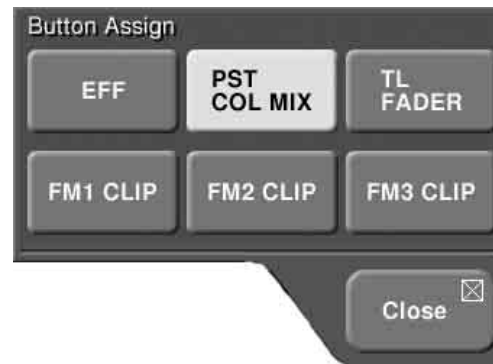 Button Assign
EFF
PST
COL MIX
TL
FADER
FM1 CLIP
FM2 CLIP
FM3 CLIP
Close